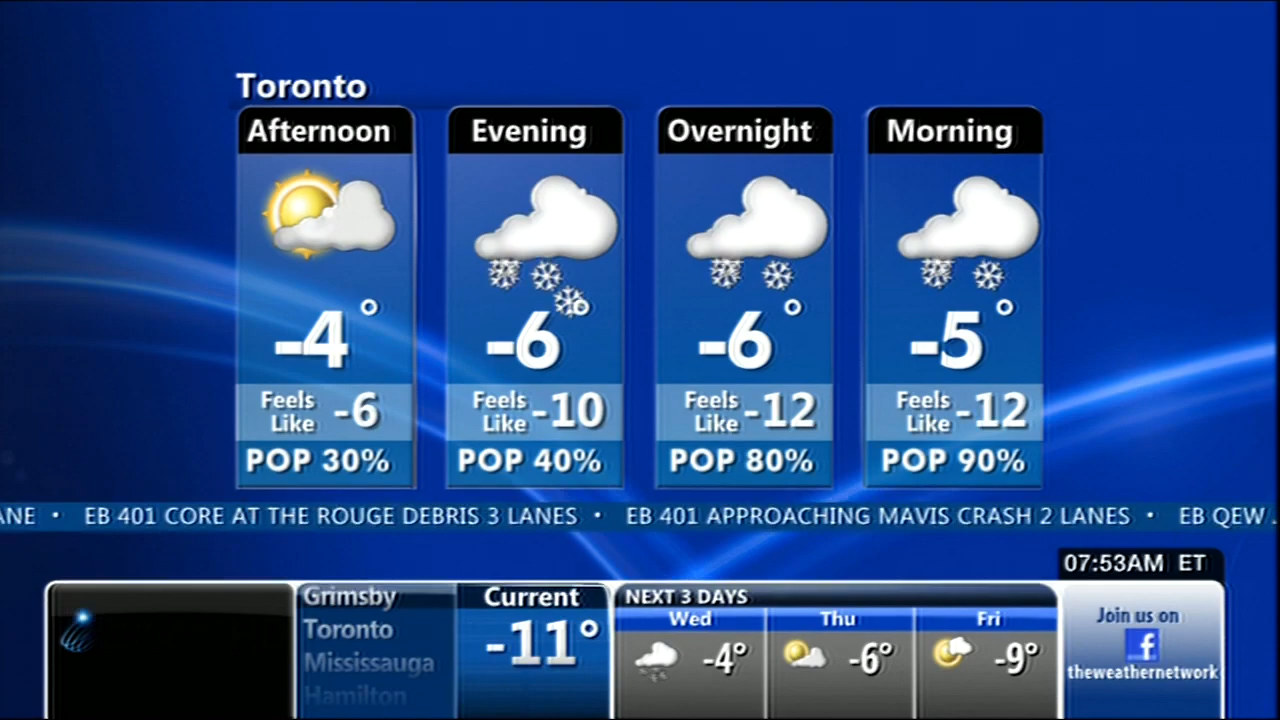 Toronto
Afternoon Evening Overnight Morning
-4° -6° -6° -5°
Feels Like -6 Feels Like -10 Feels Like -12 Feels Like -12
POP 30% POP 40% POP 80% POP 90%
ANE • EB 401 CORE AT THE ROUGE DEBRIS 3 LANES • EB 401 APPROACHING MAVIS CRASH 2 LANES • EB QEW
07:53AM ET
Grimsby
Toronto
Mississauga
Hamilton
Current
-11°
NEXT 3 DAYS
Wed Thu Fri
-4° -6° -9°
Join us on
f
theweathernetwork